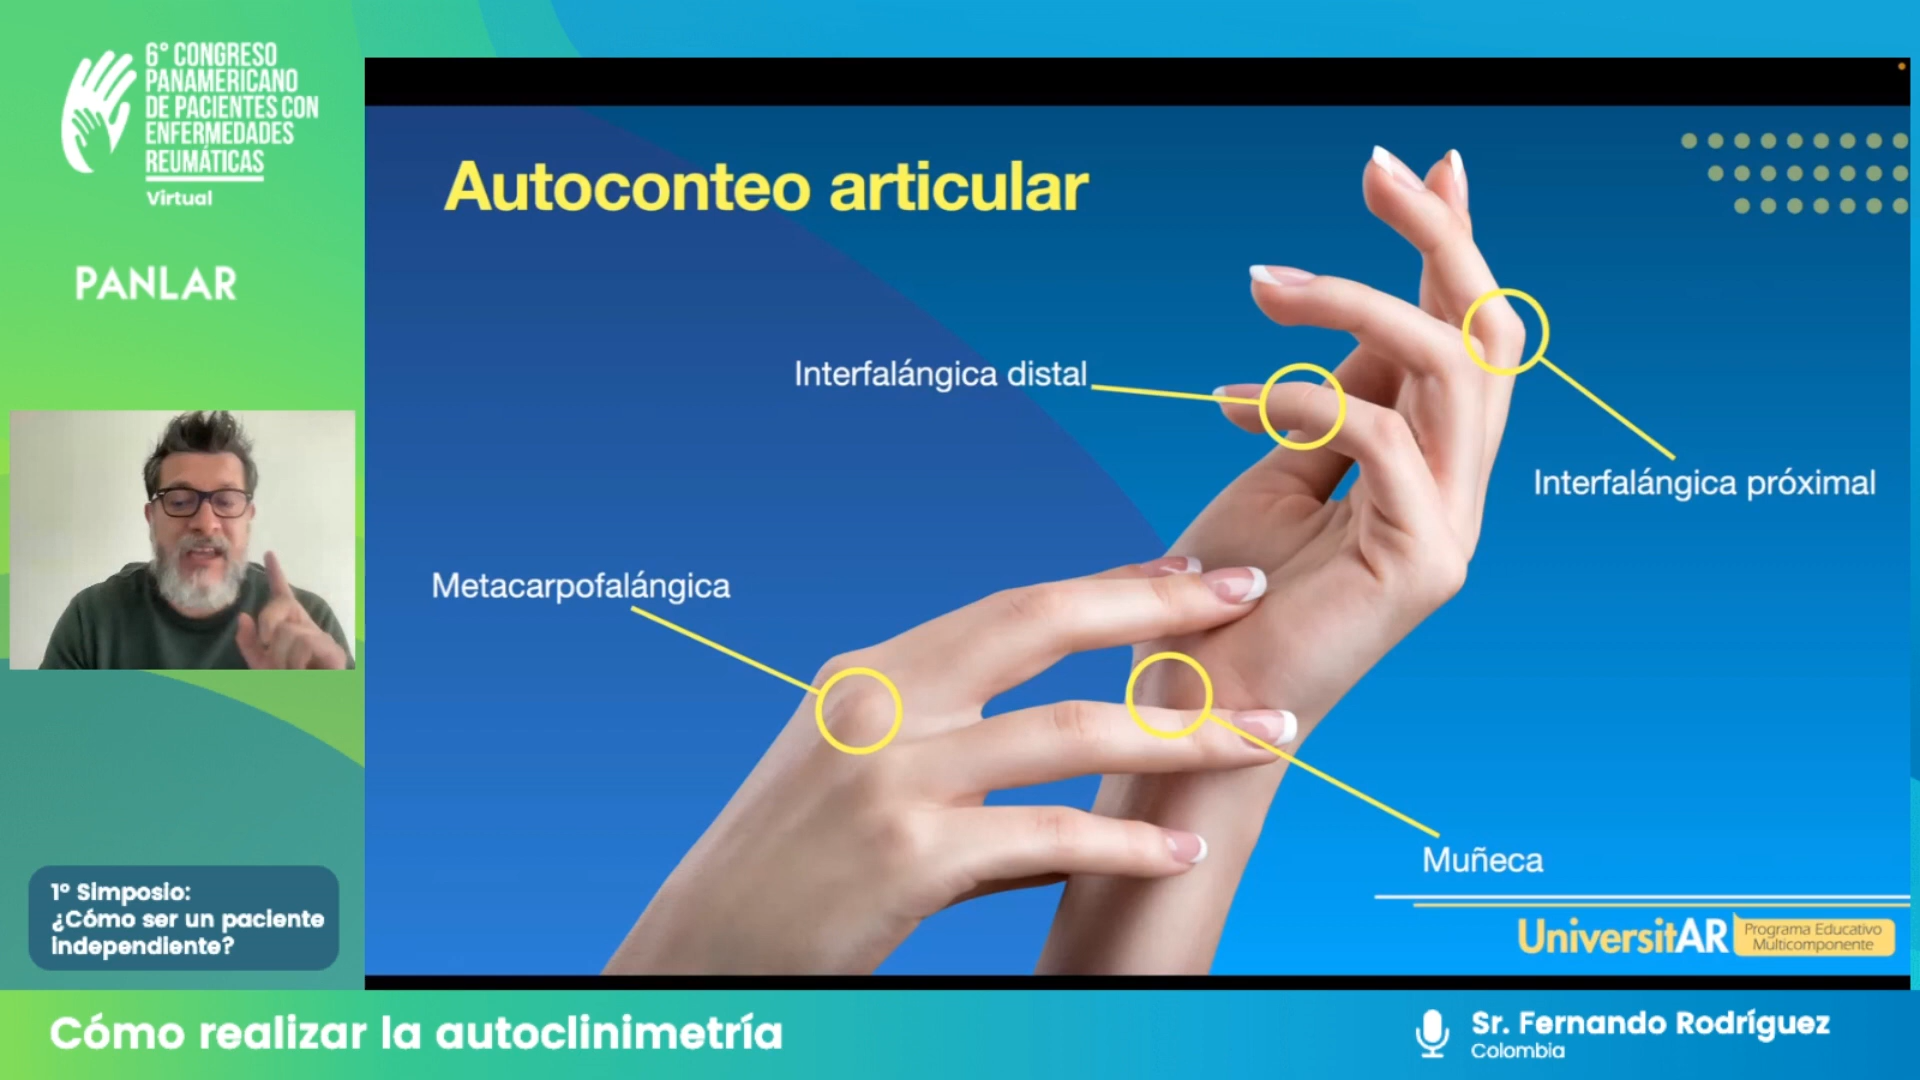 6° CONGRESO
PANAMERICANO
DE PACIENTES CON
ENFERMEDADES
REUMÁTICAS
Virtual
PANLAR
Autoconteo articular
Interfalángica distal
Interfalángica próximal
Metacarpofalángica
Muñeca
UniversitAR
Programa Educativo
Multicomponente
1° Simposio:
¿Cómo ser un paciente
independiente?
Cómo realizar la autoclinimetría
Sr. Fernando Rodríguez
Colombia